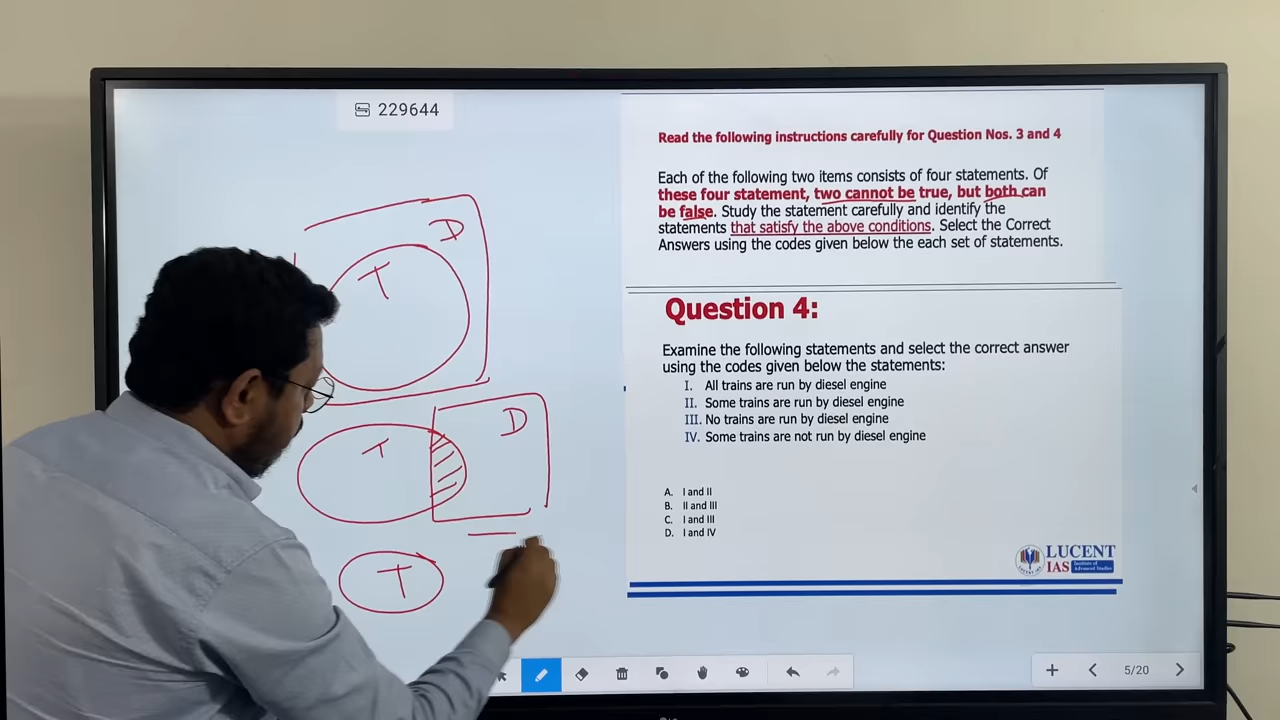 229644
D
T
T
D
T
Read the following instructions carefully for Question Nos. 3 and 4
Each of the following two items consists of four statements. Of
these four statement, two cannot be true, but both can
be false. Study the statement carefully and identify the
statements that satisfy the above conditions. Select the Correct
Answers using the codes given below the each set of statements.
Question 4:
Examine the following statements and select the correct answer
using the codes given below the statements:
I. All trains are run by diesel engine
II. Some trains are run by diesel engine
III. No trains are run by diesel engine
IV. Some trains are not run by diesel engine
A. I and II
B. II and III
C. I and III
D. I and IV
LUCENT
IAS Institute of
Advanced Studies
5/20